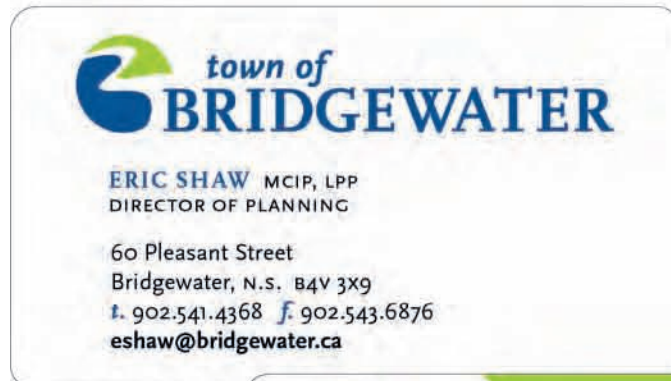 town of
BRIDGEWATER
ERIC SHAW MCIP, LPP
DIRECTOR OF PLANNING
60 Pleasant Street
Bridgewater, N.S. B4V 3X9
t. 902.541.4368 f. 902.543.6876
eshaw@bridgewater.ca